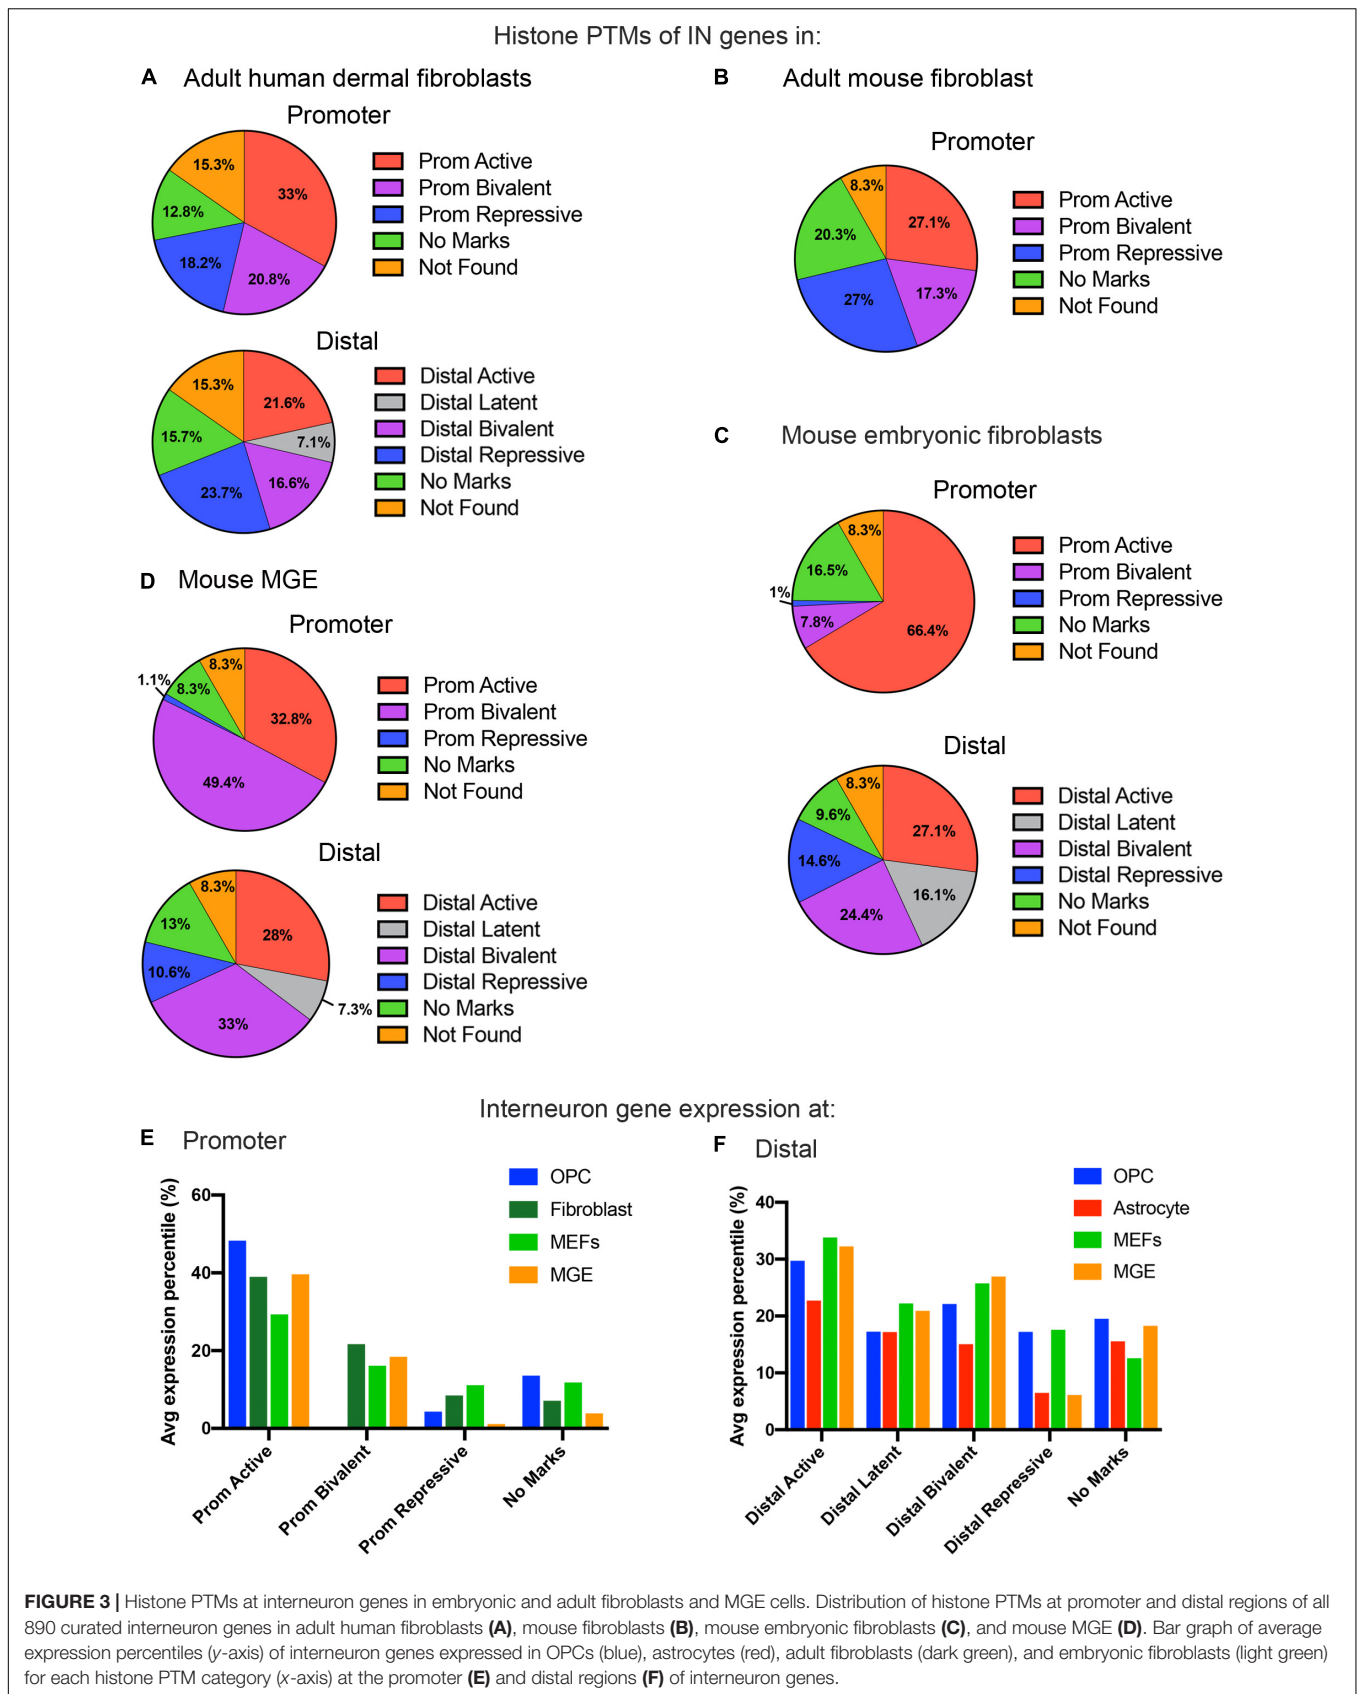 Histone PTMs of IN genes in:
A Adult human dermal fibroblasts
Promoter
15.3%
33%
12.8%
18.2%
20.8%
Prom Active
Prom Bivalent
Prom Repressive
No Marks
Not Found
Distal
15.3%
21.6%
15.7%
7.1%
23.7%
16.6%
Distal Active
Distal Latent
Distal Bivalent
Distal Repressive
No Marks
Not Found
B Adult mouse fibroblast
Promoter
8.3%
27.1%
20.3%
27%
17.3%
Prom Active
Prom Bivalent
Prom Repressive
No Marks
Not Found
C Mouse embryonic fibroblasts
Promoter
8.3%
16.5%
1%
7.8%
66.4%
Prom Active
Prom Bivalent
Prom Repressive
No Marks
Not Found
Distal
8.3%
27.1%
9.6%
14.6%
16.1%
24.4%
Distal Active
Distal Latent
Distal Bivalent
Distal Repressive
No Marks
Not Found
D Mouse MGE
Promoter
8.3%
1.1%
8.3%
32.8%
49.4%
Prom Active
Prom Bivalent
Prom Repressive
No Marks
Not Found
Distal
8.3%
13%
28%
10.6%
7.3%
33%
Distal Active
Distal Latent
Distal Bivalent
Distal Repressive
No Marks
Not Found
Interneuron gene expression at:
E Promoter
Avg expression percentile (%)
60
40
20
0
OPC
Fibroblast
MEFs
MGE
Prom Active
Prom Bivalent
Prom Repressive
No Marks
F Distal
Avg expression percentile (%)
40
30
20
10
0
OPC
Astrocyte
MEFs
MGE
Distal Active
Distal Latent
Distal Bivalent
Distal Repressive
No Marks
FIGURE 3 | Histone PTMs at interneuron genes in embryonic and adult fibroblasts and MGE cells. Distribution of histone PTMs at promoter and distal regions of all
890 curated interneuron genes in adult human fibroblasts (A), mouse fibroblasts (B), mouse embryonic fibroblasts (C), and mouse MGE (D). Bar graph of average
expression percentiles (y-axis) of interneuron genes expressed in OPCs (blue), astrocytes (red), adult fibroblasts (dark green), and embryonic fibroblasts (light green)
for each histone PTM category (x-axis) at the promoter (E) and distal regions (F) of interneuron genes.